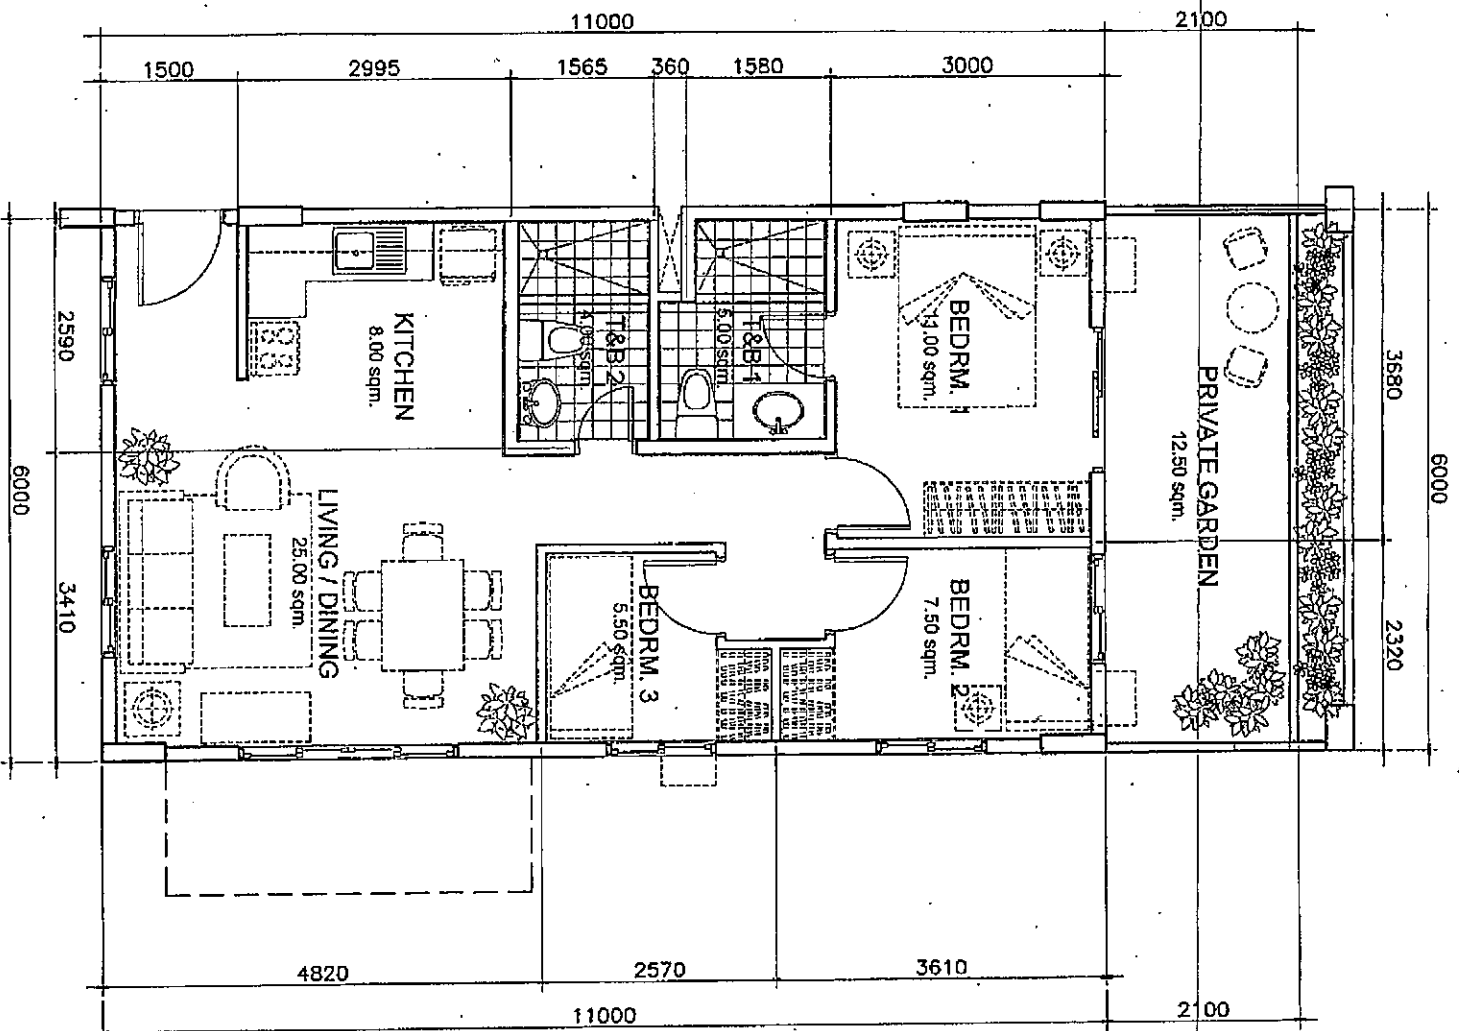 11000
2100
1500
2995
1565
360
1580
3000
2590
3410
6000
KITCHEN
8.00 sqm.
T&B 2
4.00 sqm.
T&B 1
5.00 sqm.
BEDRM. 1
11.00 sqm.
PRIVATE GARDEN
12.50 sqm.
LIVING / DINING
25.00 sqm.
BEDRM. 3
5.50 sqm.
BEDRM. 2
7.50 sqm.
3680
2320
6000
4820
2570
3610
11000
2100